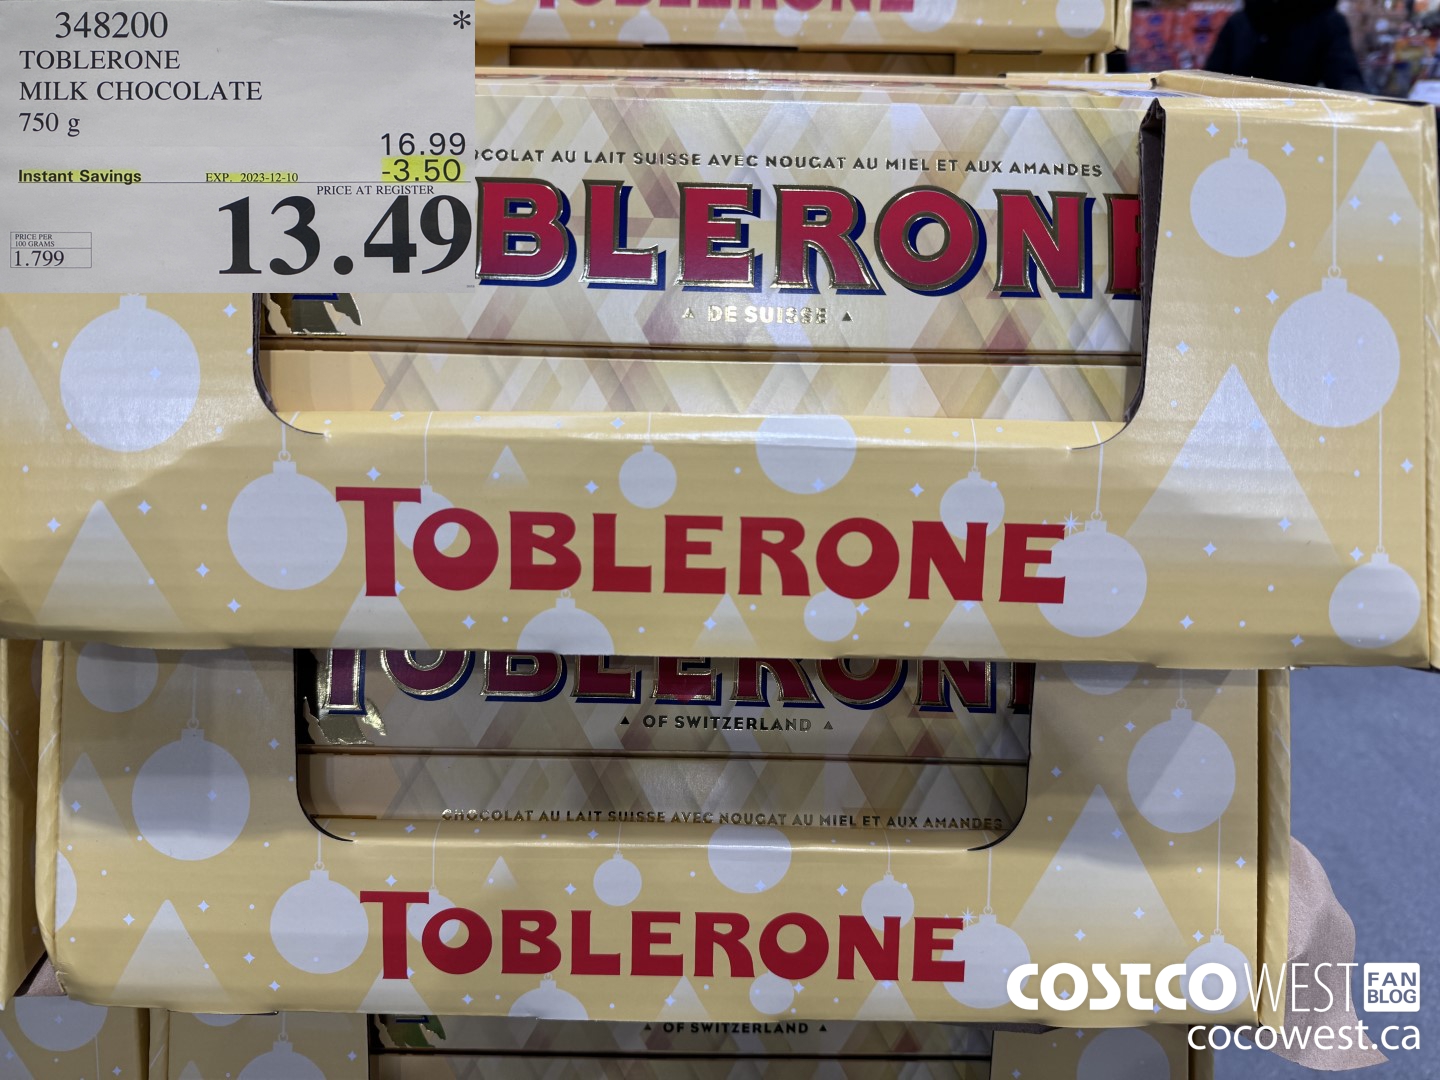 348200 *
TOBLERONE
MILK CHOCOLATE
750 g
16.99
Instant Savings EXP. 2023-12-10 -3.50
PRICE AT REGISTER
13.49
PRICE PER
100 GRAMS
1.799
TOBLERONE
COLAT AU LAIT SUISSE AVEC NOUGAT AU MIEL ET AUX AMANDES
BLERONE
DE SUISSE
TOBLERONE
TOBLERON
OF SWITZERLAND
CHOCOLAT AU LAIT SUISSE AVEC NOUGAT AU MIEL ET AUX AMANDES
TOBLERONE
OF SWITZERLAND
COSTCO WEST FAN
BLOG
cocowest.ca